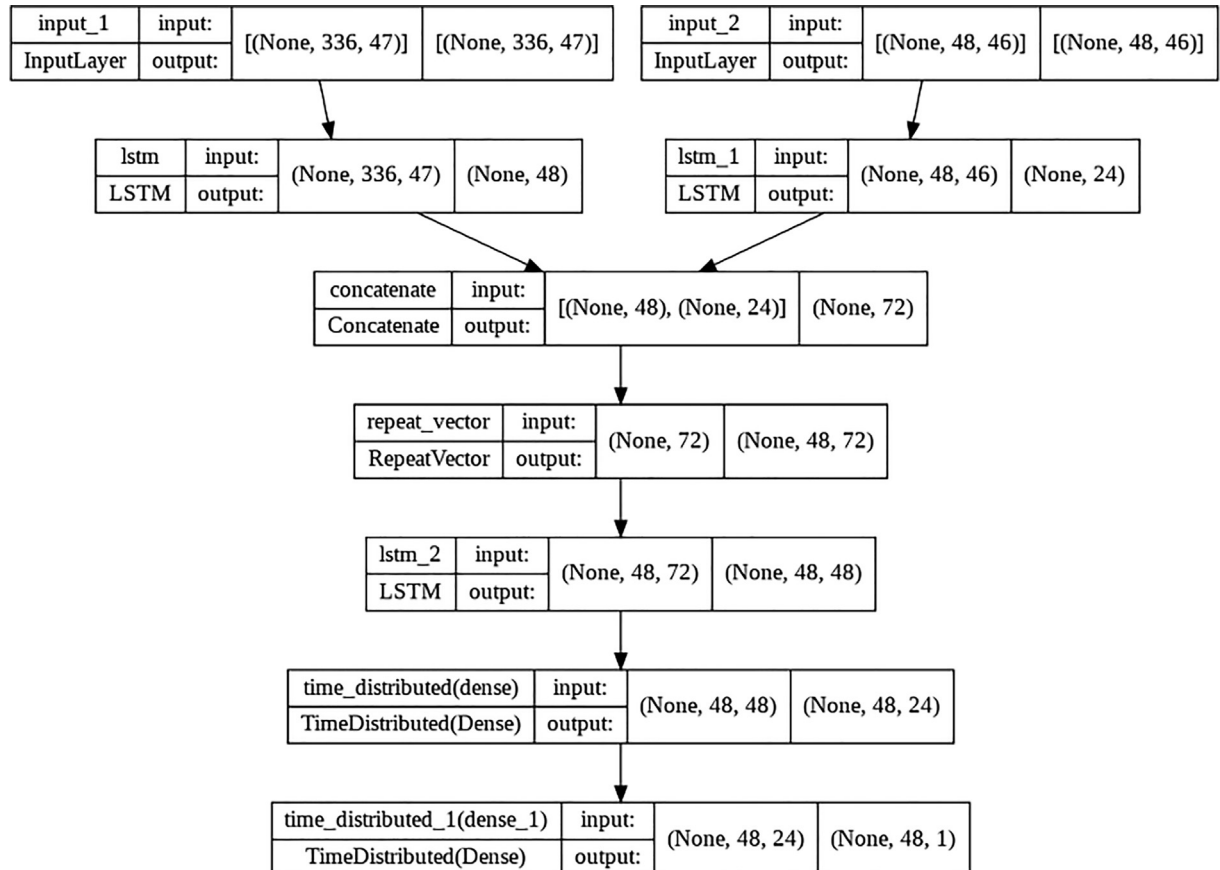 input_1 input: [(None, 336, 47)] [(None, 336, 47)]
InputLayer output:
input_2 input: [(None, 48, 46)] [(None, 48, 46)]
InputLayer output:
lstm input: (None, 336, 47) (None, 48)
LSTM output:
lstm_1 input: (None, 48, 46) (None, 24)
LSTM output:
concatenate input: [(None, 48), (None, 24)] (None, 72)
Concatenate output:
repeat_vector input: (None, 72) (None, 48, 72)
RepeatVector output:
lstm_2 input: (None, 48, 72) (None, 48, 48)
LSTM output:
time_distributed(dense) input: (None, 48, 48) (None, 48, 24)
TimeDistributed(Dense) output:
time_distributed_1(dense_1) input: (None, 48, 24) (None, 48, 1)
TimeDistributed(Dense) output: